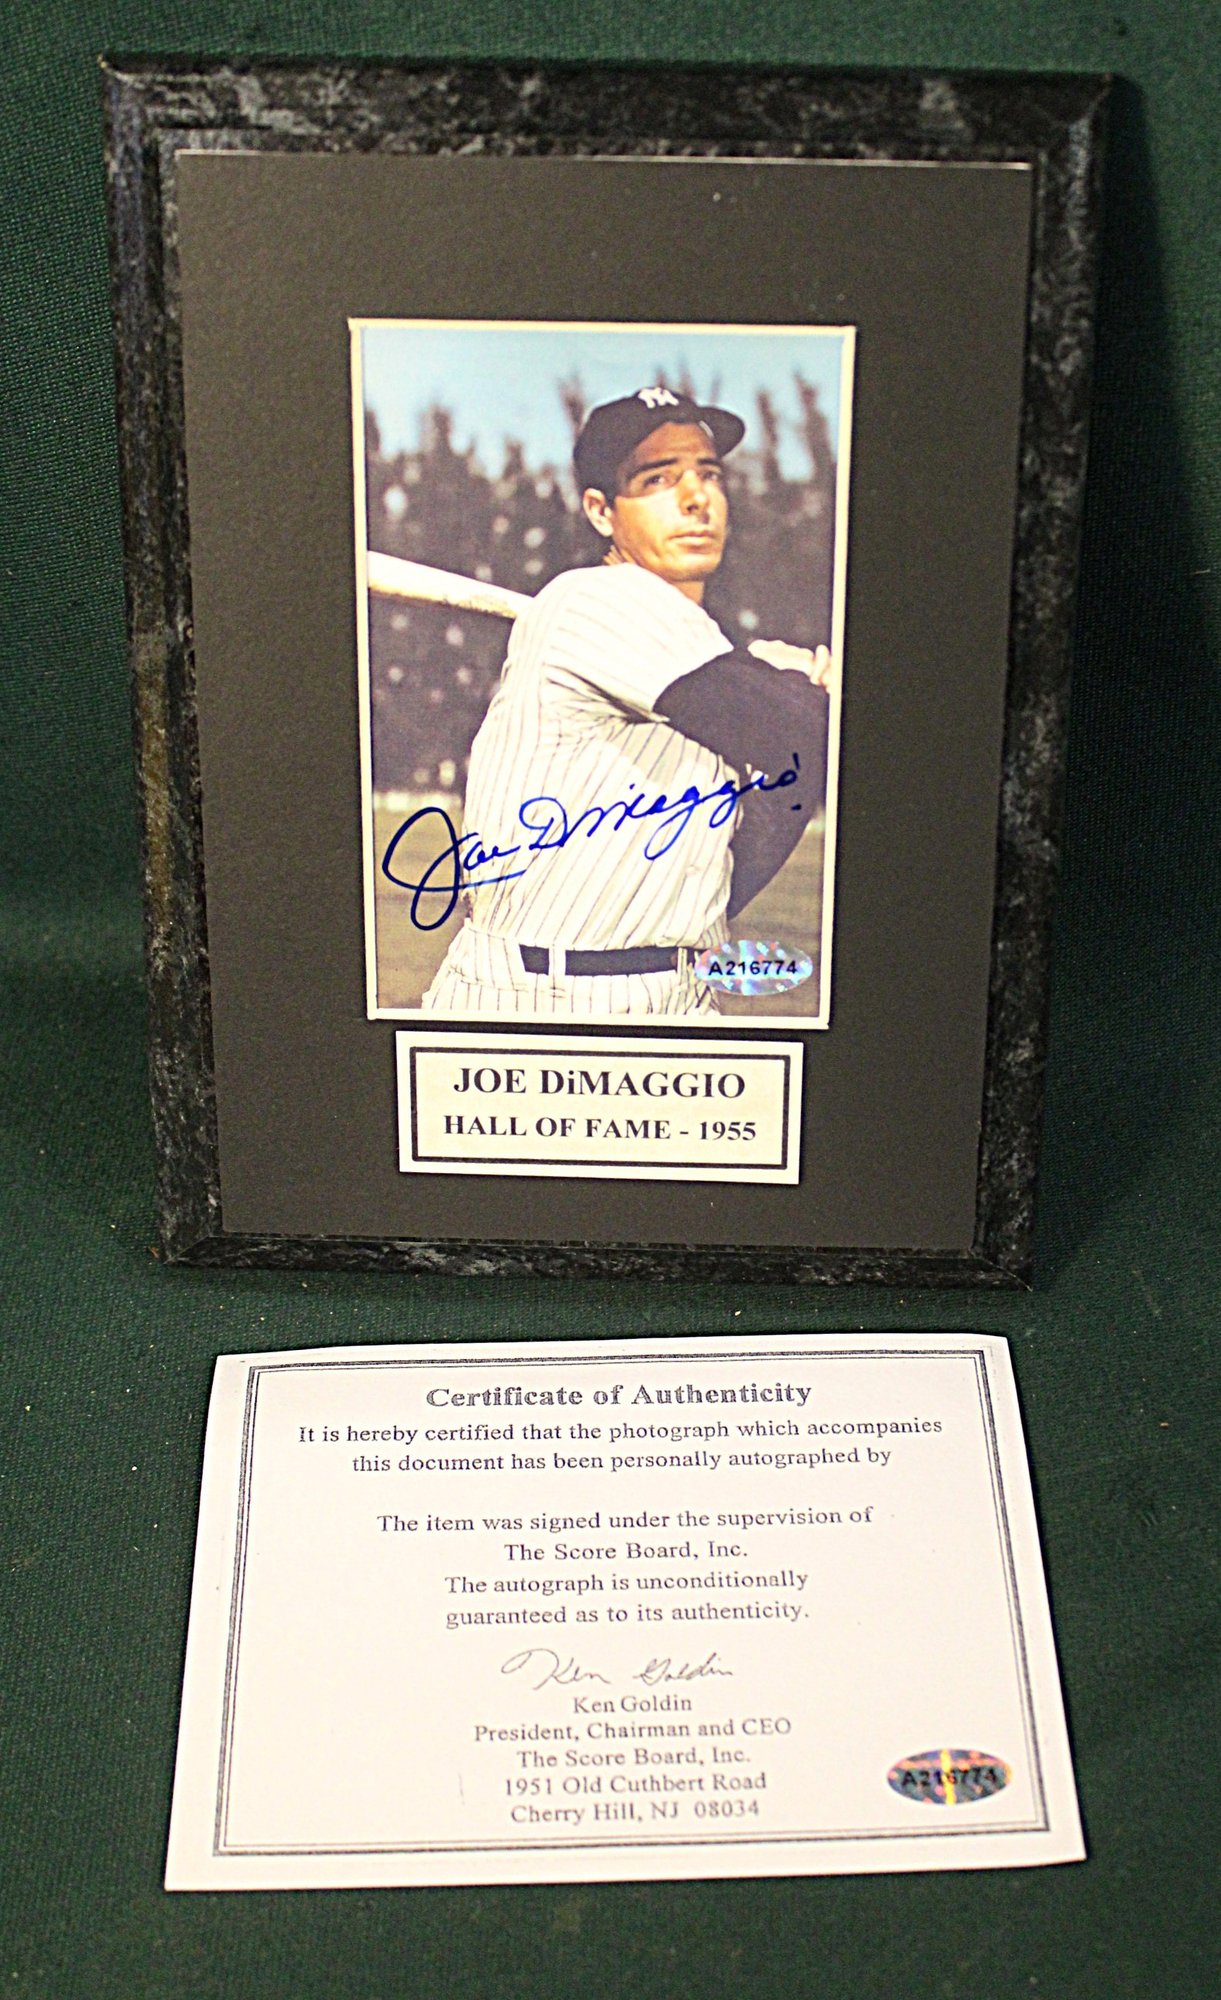 NY
Joe DiMaggio
A216774
JOE DiMAGGIO
HALL OF FAME - 1955
Certificate of Authenticity
It is hereby certified that the photograph which accompanies
this document has been personally autographed by
The item was signed under the supervision of
The Score Board, Inc.
The autograph is unconditionally
guaranteed as to its authenticity.
Ken Goldin
Ken Goldin
President, Chairman and CEO
The Score Board, Inc.
1951 Old Cuthbert Road
Cherry Hill, NJ 08034
A216774